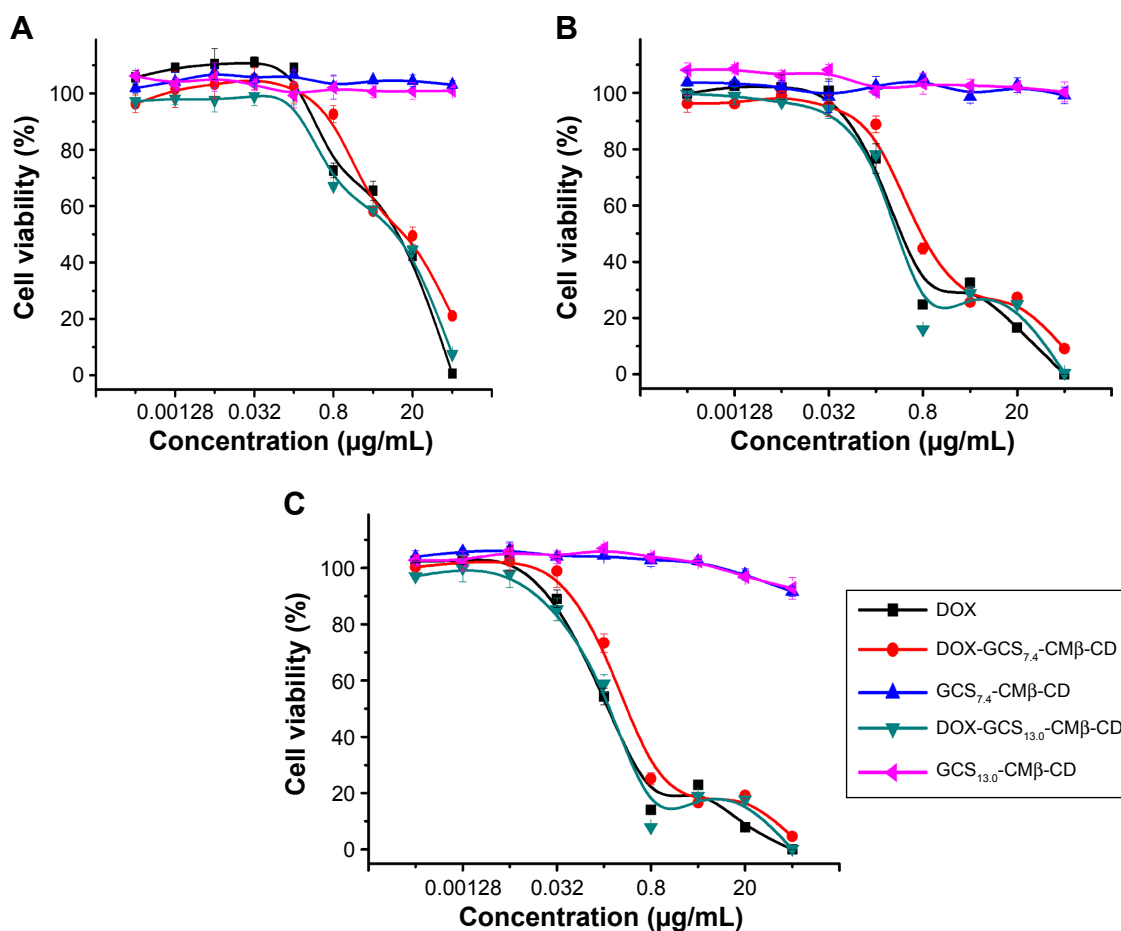 A
Cell viability (%)
100
80
60
40
20
0
0.00128 0.032 0.8 20
Concentration (µg/mL)
B
Cell viability (%)
100
80
60
40
20
0
0.00128 0.032 0.8 20
Concentration (µg/mL)
C
Cell viability (%)
100
80
60
40
20
0
0.00128 0.032 0.8 20
Concentration (µg/mL)
DOX
DOX-GCS7.4-CMβ-CD
GCS7.4-CMβ-CD
DOX-GCS13.0-CMβ-CD
GCS13.0-CMβ-CD